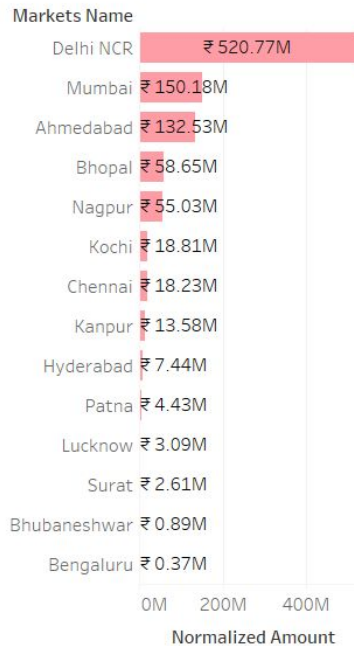 Markets Name
Delhi NCR ₹ 520.77M
Mumbai ₹ 150.18M
Ahmedabad ₹ 132.53M
Bhopal ₹ 58.65M
Nagpur ₹ 55.03M
Kochi ₹ 18.81M
Chennai ₹ 18.23M
Kanpur ₹ 13.58M
Hyderabad ₹ 7.44M
Patna ₹ 4.43M
Lucknow ₹ 3.09M
Surat ₹ 2.61M
Bhubaneshwar ₹ 0.89M
Bengaluru ₹ 0.37M
0M 200M 400M
Normalized Amount